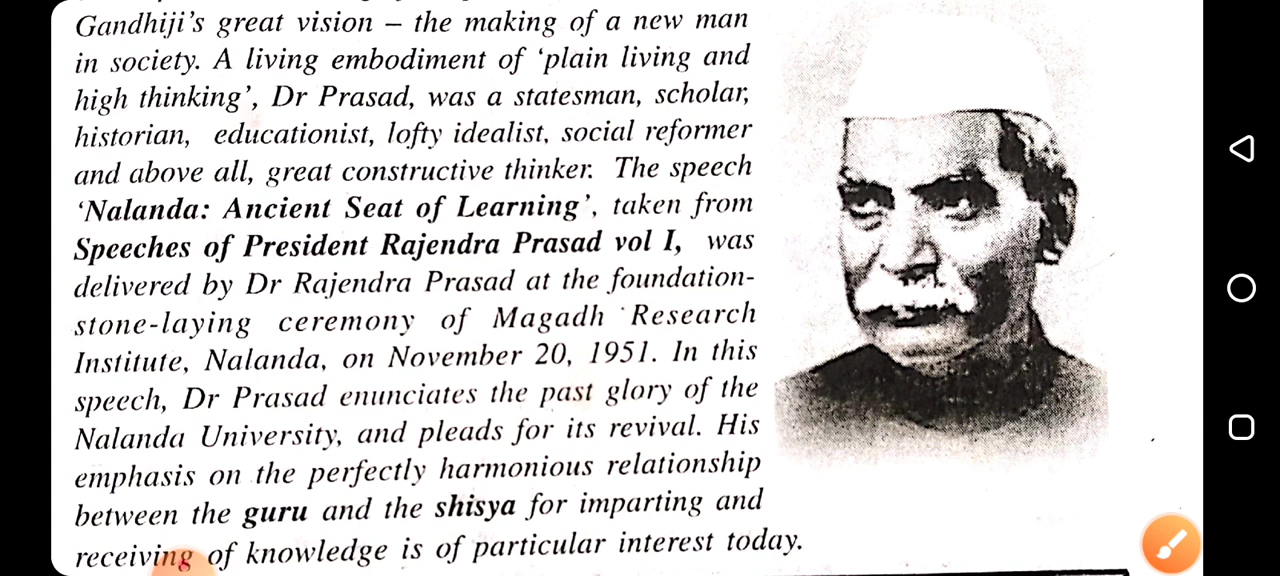 Gandhiji's great vision – the making of a new man
in society. A living embodiment of 'plain living and
high thinking', Dr Prasad, was a statesman, scholar,
historian, educationist, lofty idealist, social reformer
and above all, great constructive thinker. The speech
'Nalanda: Ancient Seat of Learning', taken from
Speeches of President Rajendra Prasad vol I, was
delivered by Dr Rajendra Prasad at the foundation-
stone-laying ceremony of Magadh Research
Institute, Nalanda, on November 20, 1951. In this
speech, Dr Prasad enunciates the past glory of the
Nalanda University, and pleads for its revival. His
emphasis on the perfectly harmonious relationship
between the guru and the shisya for imparting and
receiving of knowledge is of particular interest today.